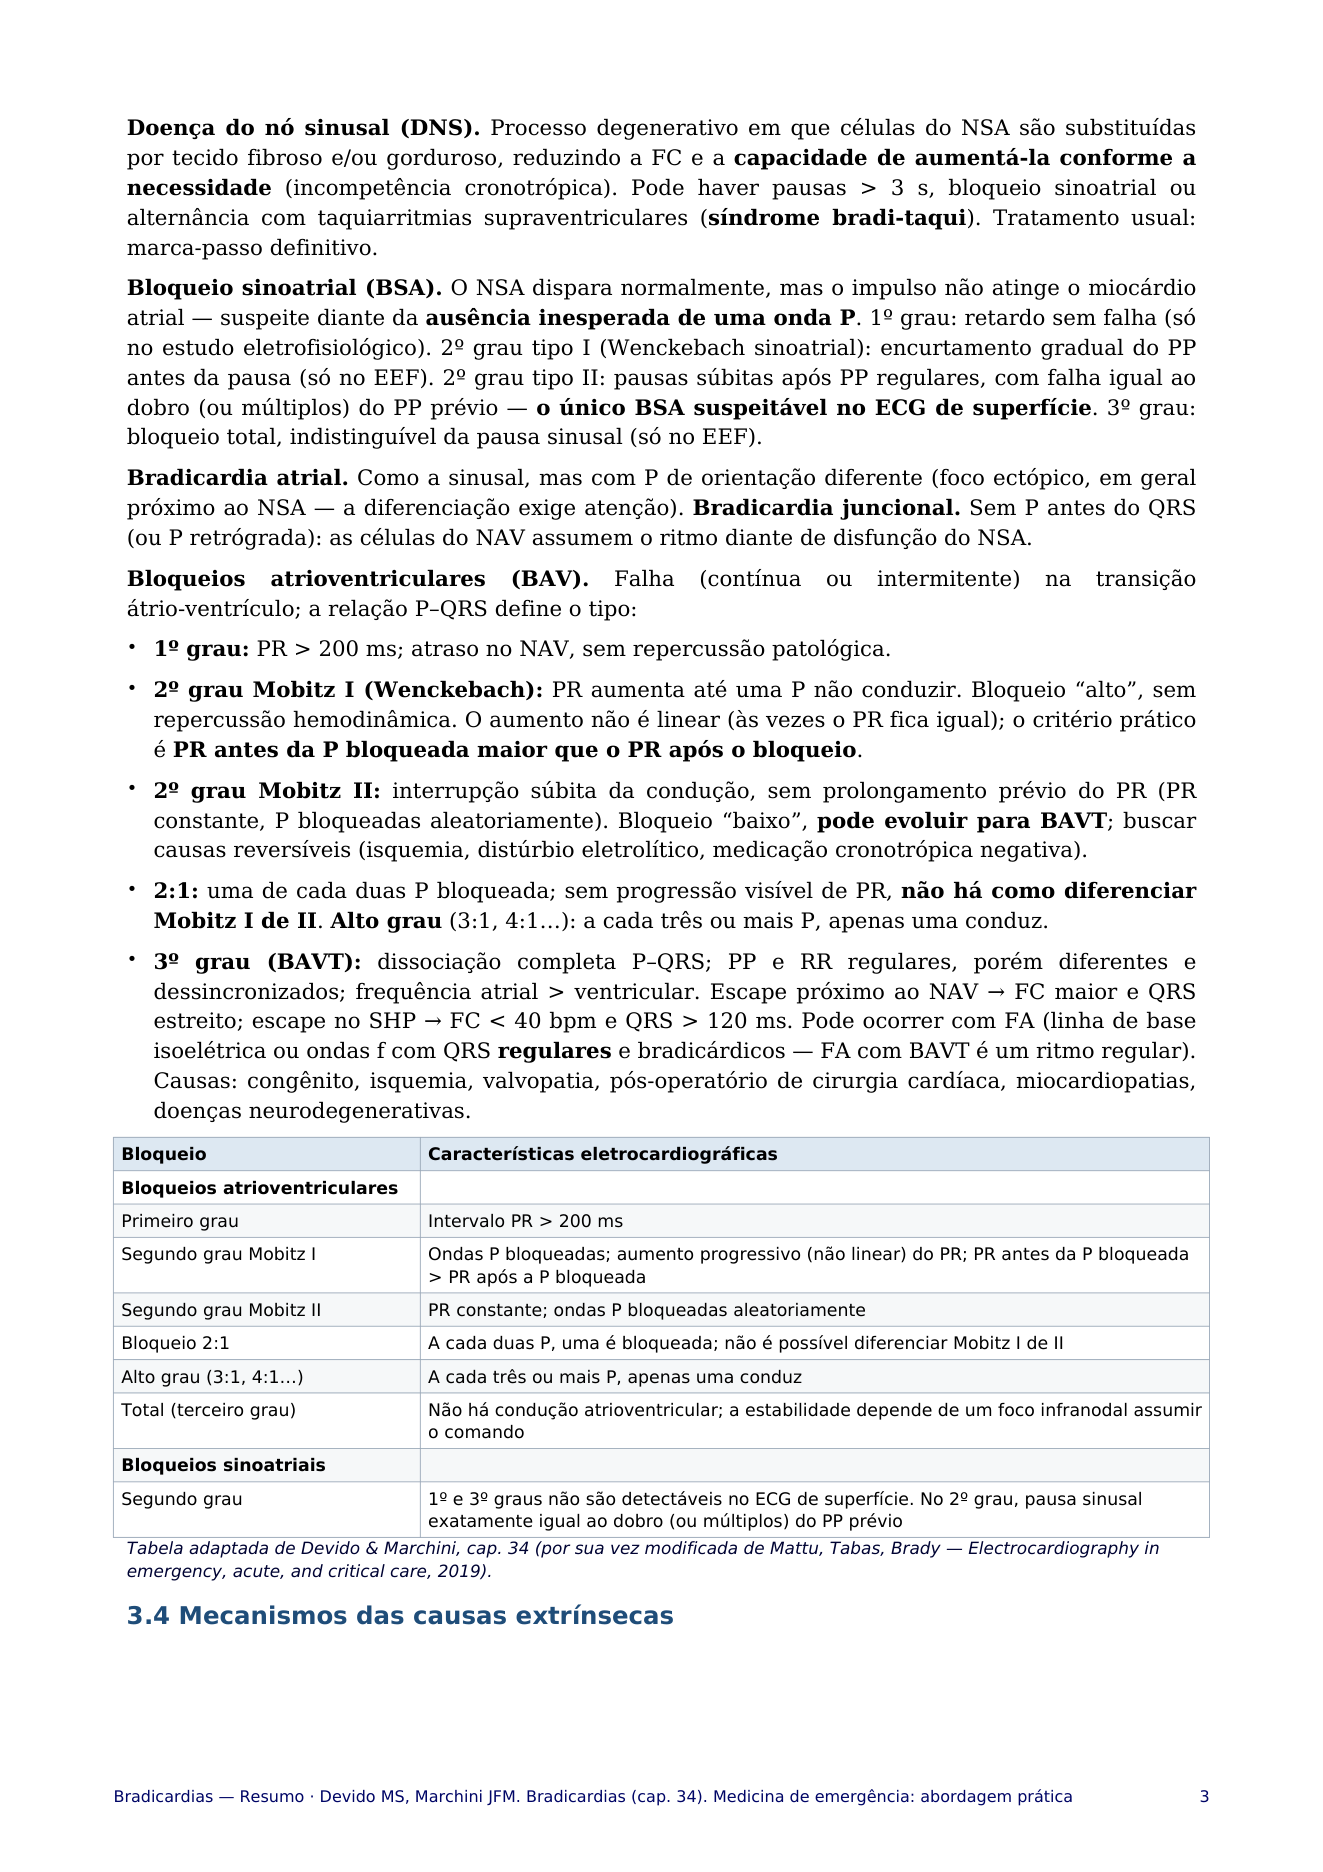 Doença do nó sinusal (DNS). Processo degenerativo em que células do NSA são substituídas
por tecido fibroso e/ou gorduroso, reduzindo a FC e a capacidade de aumentá-la conforme a
necessidade (incompetência cronotrópica). Pode haver pausas > 3 s, bloqueio sinoatrial ou
alternância com taquiarritmias supraventriculares (síndrome bradi-taqui). Tratamento usual:
marca-passo definitivo.
Bloqueio sinoatrial (BSA). O NSA dispara normalmente, mas o impulso não atinge o miocárdio
atrial — suspeite diante da ausência inesperada de uma onda P. 1º grau: retardo sem falha (só
no estudo eletrofisiológico). 2º grau tipo I (Wenckebach sinoatrial): encurtamento gradual do PP
antes da pausa (só no EEF). 2º grau tipo II: pausas súbitas após PP regulares, com falha igual ao
dobro (ou múltiplos) do PP prévio — o único BSA suspeitável no ECG de superfície. 3º grau:
bloqueio total, indistinguível da pausa sinusal (só no EEF).
Bradicardia atrial. Como a sinusal, mas com P de orientação diferente (foco ectópico, em geral
próximo ao NSA — a diferenciação exige atenção). Bradicardia juncional. Sem P antes do QRS
(ou P retrógrada): as células do NAV assumem o ritmo diante de disfunção do NSA.
Bloqueios atrioventriculares (BAV). Falha (contínua ou intermitente) na transição
átrio-ventrículo; a relação P–QRS define o tipo:
• 1º grau: PR > 200 ms; atraso no NAV, sem repercussão patológica.
• 2º grau Mobitz I (Wenckebach): PR aumenta até uma P não conduzir. Bloqueio “alto”, sem
repercussão hemodinâmica. O aumento não é linear (às vezes o PR fica igual); o critério prático
é PR antes da P bloqueada maior que o PR após o bloqueio.
• 2º grau Mobitz II: interrupção súbita da condução, sem prolongamento prévio do PR (PR
constante, P bloqueadas aleatoriamente). Bloqueio “baixo”, pode evoluir para BAVT; buscar
causas reversíveis (isquemia, distúrbio eletrolítico, medicação cronotrópica negativa).
• 2:1: uma de cada duas P bloqueada; sem progressão visível de PR, não há como diferenciar
Mobitz I de II. Alto grau (3:1, 4:1…): a cada três ou mais P, apenas uma conduz.
• 3º grau (BAVT): dissociação completa P–QRS; PP e RR regulares, porém diferentes e
dessincronizados; frequência atrial > ventricular. Escape próximo ao NAV → FC maior e QRS
estreito; escape no SHP → FC < 40 bpm e QRS > 120 ms. Pode ocorrer com FA (linha de base
isoelétrica ou ondas f com QRS regulares e bradicárdicos — FA com BAVT é um ritmo regular).
Causas: congênito, isquemia, valvopatia, pós-operatório de cirurgia cardíaca, miocardiopatias,
doenças neurodegenerativas.
Bloqueio Características eletrocardiográficas
Bloqueios atrioventriculares
Primeiro grau Intervalo PR > 200 ms
Segundo grau Mobitz I Ondas P bloqueadas; aumento progressivo (não linear) do PR; PR antes da P bloqueada
> PR após a P bloqueada
Segundo grau Mobitz II PR constante; ondas P bloqueadas aleatoriamente
Bloqueio 2:1 A cada duas P, uma é bloqueada; não é possível diferenciar Mobitz I de II
Alto grau (3:1, 4:1…) A cada três ou mais P, apenas uma conduz
Total (terceiro grau) Não há condução atrioventricular; a estabilidade depende de um foco infranodal assumir
o comando
Bloqueios sinoatriais
Segundo grau 1º e 3º graus não são detectáveis no ECG de superfície. No 2º grau, pausa sinusal
exatamente igual ao dobro (ou múltiplos) do PP prévio
Tabela adaptada de Devido & Marchini, cap. 34 (por sua vez modificada de Mattu, Tabas, Brady — Electrocardiography in
emergency, acute, and critical care, 2019).
3.4 Mecanismos das causas extrínsecas
Bradicardias — Resumo · Devido MS, Marchini JFM. Bradicardias (cap. 34). Medicina de emergência: abordagem prática 3